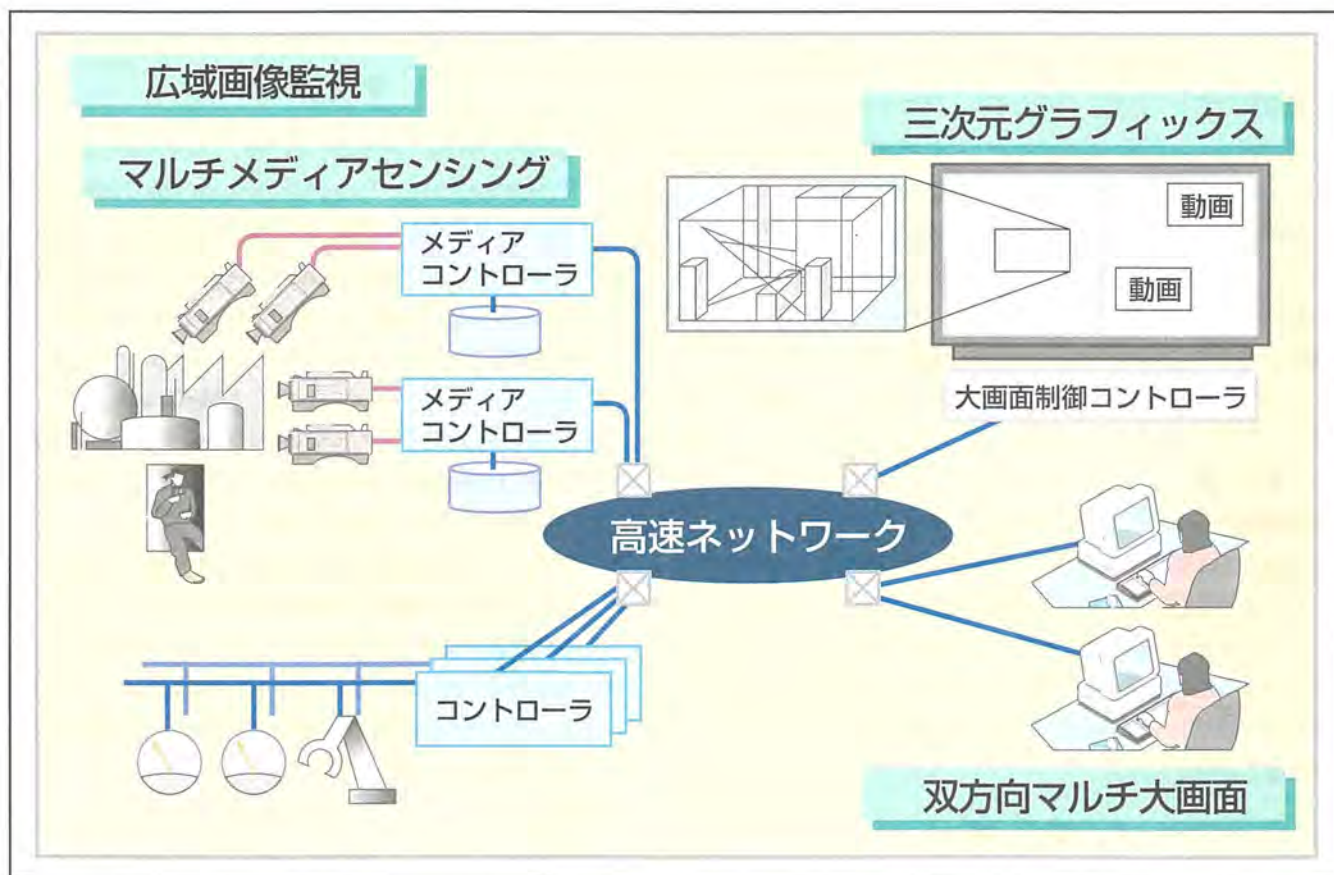 広域画像監視
マルチメディアセンシング
メディア
コントローラ
メディア
コントローラ
三次元グラフィックス
動画
動画
大画面制御コントローラ
高速ネットワーク
コントローラ
双方向マルチ大画面